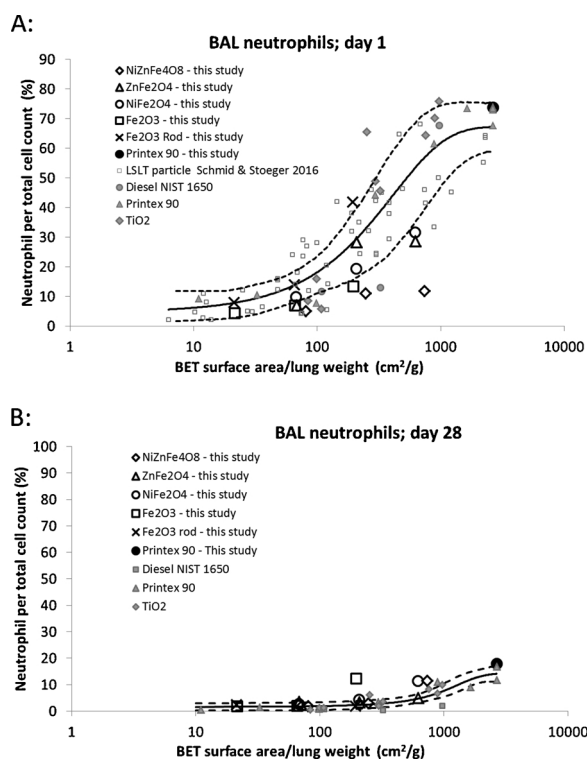 A:
BAL neutrophils; day 1
Neutrophil per total cell count (%)
90
80
70
60
50
40
30
20
10
0
NiZnFe4O8 - this study
ZnFe2O4 - this study
NiFe2O4 - this study
Fe2O3 - this study
Fe2O3 Rod - this study
Printex 90 - this study
LSLT particle Schmid & Stoeger 2016
Diesel NIST 1650
Printex 90
TiO2
1 10 100 1000 10000
BET surface area/lung weight (cm²/g)
B:
BAL neutrophils; day 28
Neutrophil per total cell count (%)
100
90
80
70
60
50
40
30
20
10
0
NiZnFe4O8 - this study
ZnFe2O4 - this study
NiFe2O4 - this study
Fe2O3 - this study
Fe2O3 rod - this study
Printex 90 - This study
Diesel NIST 1650
Printex 90
TiO2
1 10 100 1000 10000
BET surface area/lung weight (cm²/g)